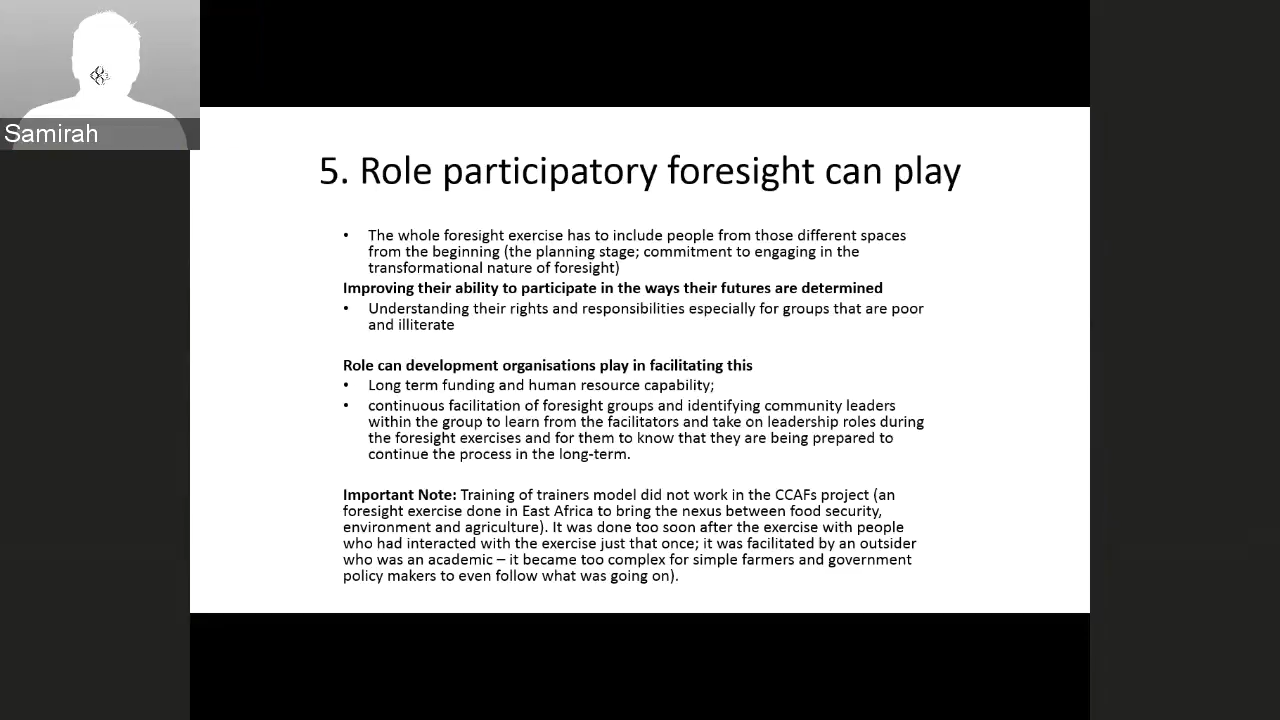 Samirah
5. Role participatory foresight can play
• The whole foresight exercise has to include people from those different spaces
from the beginning (the planning stage; commitment to engaging in the
transformational nature of foresight)
Improving their ability to participate in the ways their futures are determined
• Understanding their rights and responsibilities especially for groups that are poor
and illiterate
Role can development organisations play in facilitating this
• Long term funding and human resource capability;
• continuous facilitation of foresight groups and identifying community leaders
within the group to learn from the facilitators and take on leadership roles during
the foresight exercises and for them to know that they are being prepared to
continue the process in the long-term.
Important Note: Training of trainers model did not work in the CCAFs project (an
foresight exercise done in East Africa to bring the nexus between food security,
environment and agriculture). It was done too soon after the exercise with people
who had interacted with the exercise just that once; it was facilitated by an outsider
who was an academic – it became too complex for simple farmers and government
policy makers to even follow what was going on).